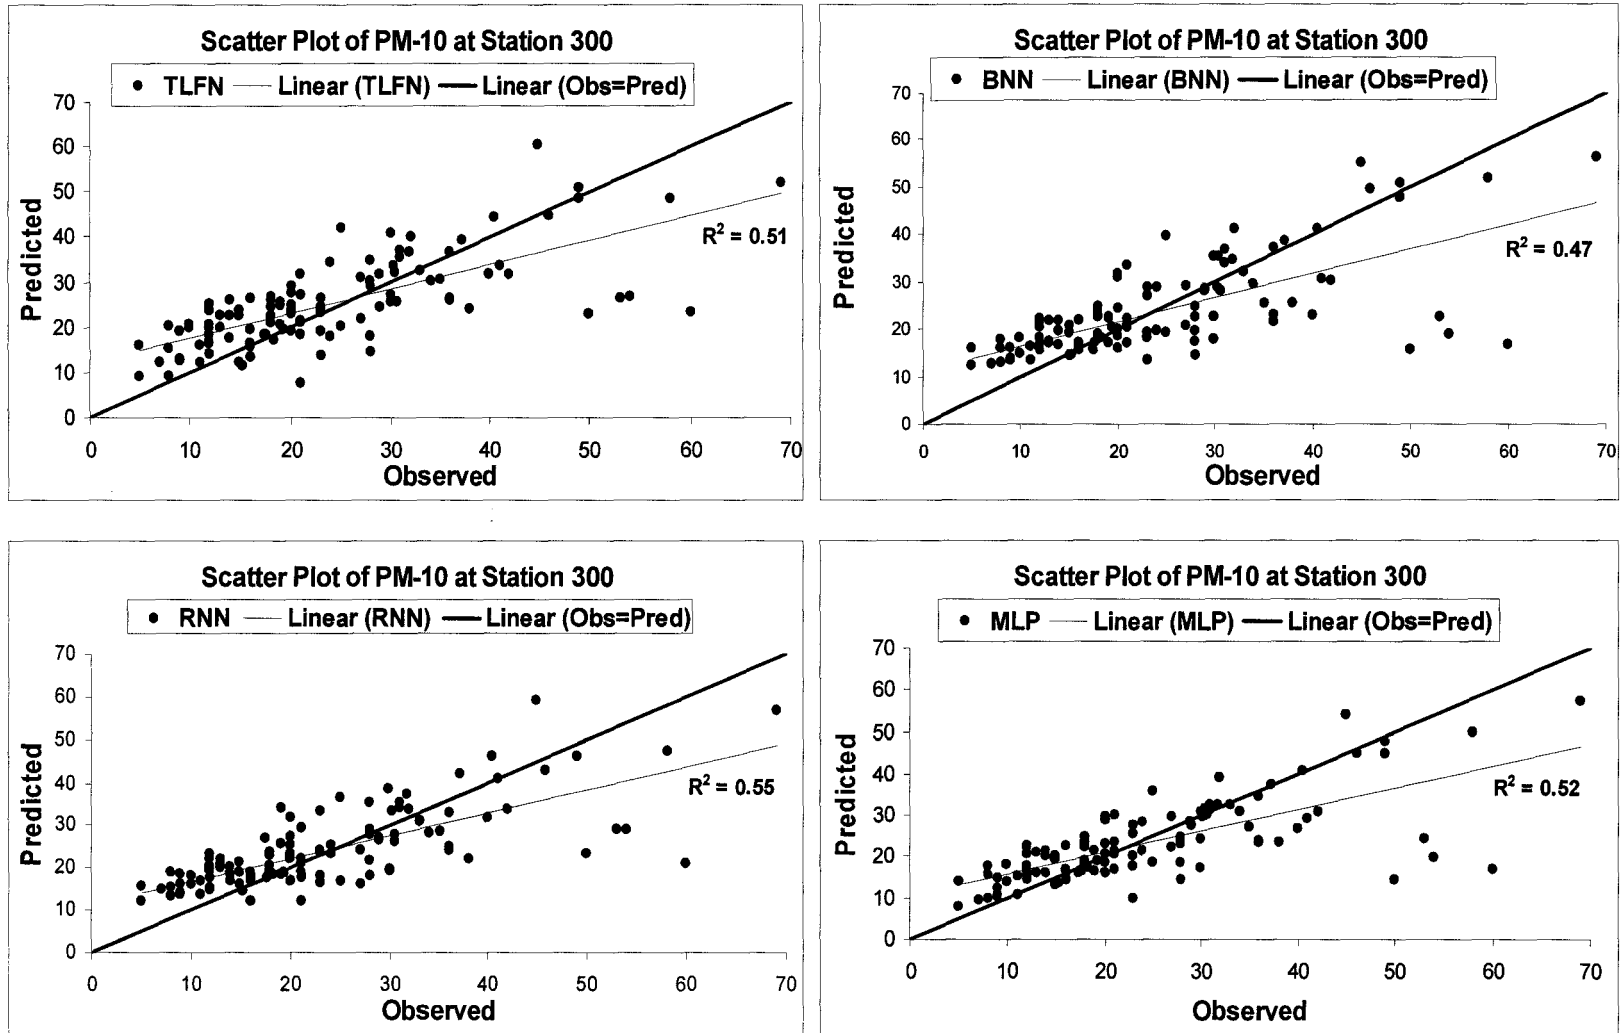 Scatter Plot of PM-10 at Station 300
TLFN Linear (TLFN) Linear (Obs=Pred)
70
60
50
40
30
20
10
0
Predicted
R² = 0.51
0 10 20 30 40 50 60 70
Observed
Scatter Plot of PM-10 at Station 300
BNN Linear (BNN) Linear (Obs=Pred)
70
60
50
40
30
20
10
0
Predicted
R² = 0.47
0 10 20 30 40 50 60 70
Observed
Scatter Plot of PM-10 at Station 300
RNN Linear (RNN) Linear (Obs=Pred)
70
60
50
40
30
20
10
0
Predicted
R² = 0.55
0 10 20 30 40 50 60 70
Observed
Scatter Plot of PM-10 at Station 300
MLP Linear (MLP) Linear (Obs=Pred)
70
60
50
40
30
20
10
0
Predicted
R² = 0.52
0 10 20 30 40 50 60 70
Observed